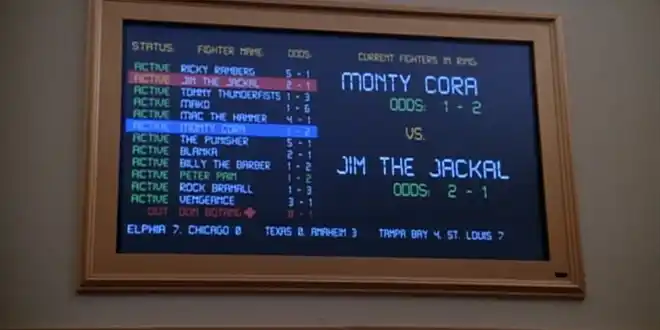 STATUS: FIGHTER NAME: ODDS:
ACTIVE RICKY RAMBERG 5 - 1
ACTIVE JIM THE JACKAL 2 - 1
ACTIVE TOMMY THUNDERFISTS 1 - 3
ACTIVE MAKO 1 - 6
ACTIVE MAC THE HAMMER 4 - 1
ACTIVE MONTY CORA 1 - 2
ACTIVE THE PUNISHER 5 - 1
ACTIVE BLANKA 2 - 1
ACTIVE BILLY THE BARBER 1 - 2
ACTIVE PETER PAIN 1 - 2
ACTIVE ROCK BRAMALL 1 - 3
ACTIVE VENGEANCE 3 - 1
OUT DON
CURRENT FIGHTERS IN RING:
MONTY CORA
ODDS: 1 - 2
VS.
JIM THE JACKAL
ODDS: 2 - 1
ELPHIA 7, CHICAGO 0 TEXAS 0, ANAHEIM 3 TAMPA BAY 4, ST. LOUIS 7